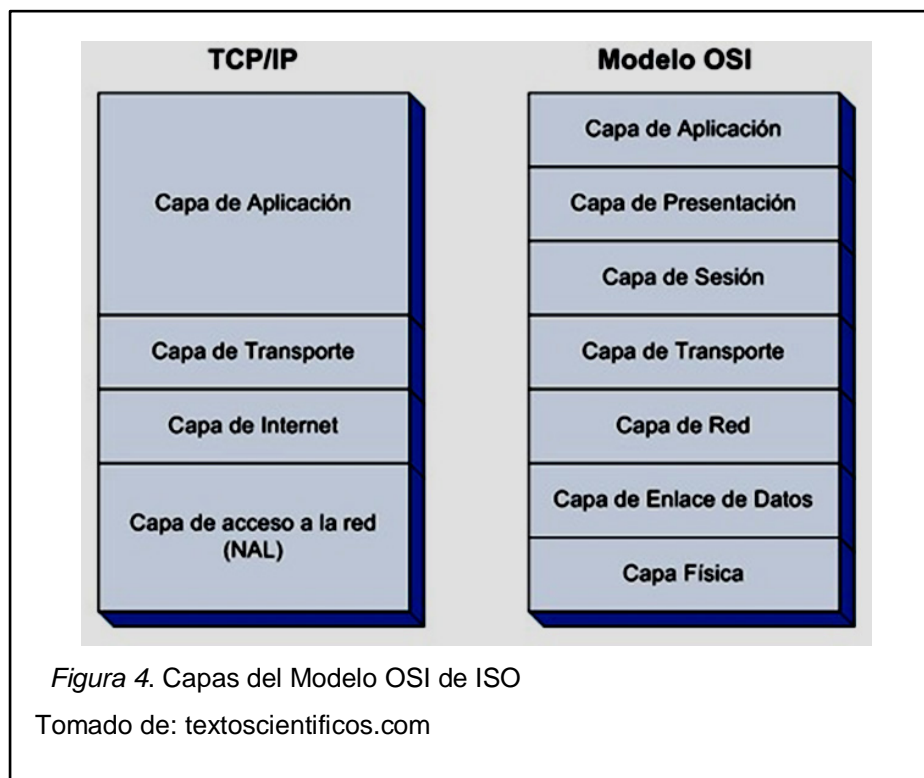 TCP/IP
Modelo OSI
Capa de Aplicación
Capa de Transporte
Capa de Internet
Capa de acceso a la red
(NAL)
Capa de Aplicación
Capa de Presentación
Capa de Sesión
Capa de Transporte
Capa de Red
Capa de Enlace de Datos
Capa Física
Figura 4. Capas del Modelo OSI de ISO
Tomado de: textoscientificos.com